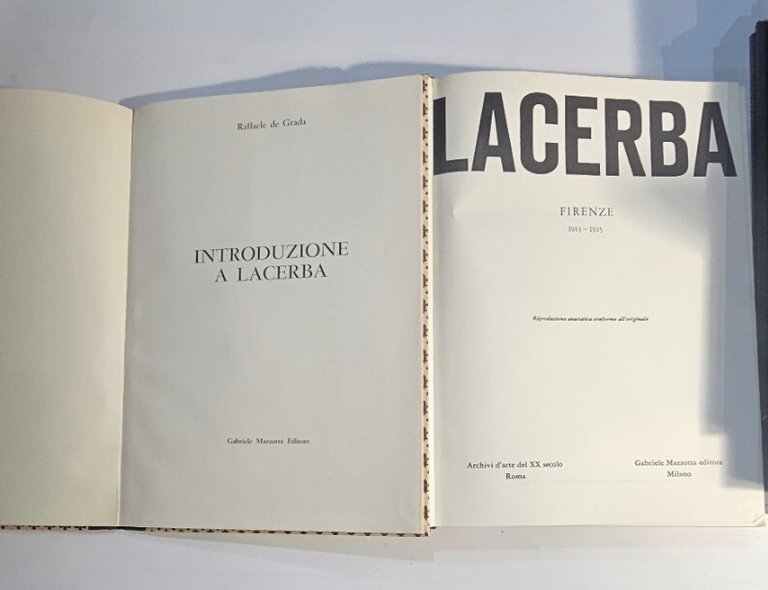 Raffaele de Grada
INTRODUZIONE
A LACERBA
Gabriele Mazzotta Editore
LACERBA
FIRENZE
1913 - 1915
Reproduzione anastatica conforme all'originale
Archivi d'arte del XX secolo
Roma
Gabriele Mazzotta editore
Milano